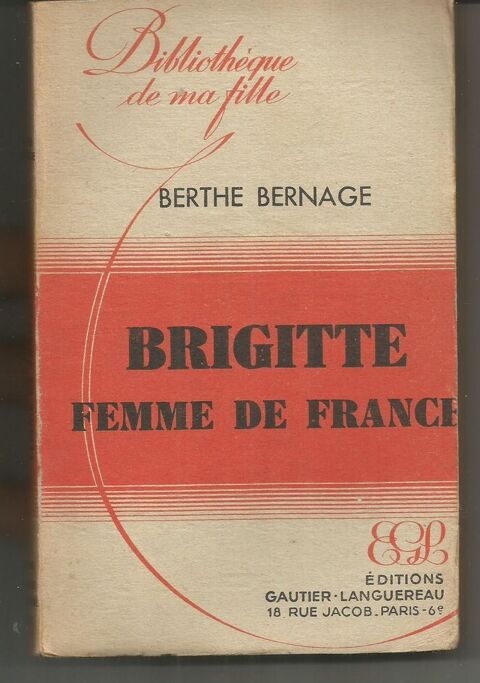 Bibliothèque
de ma fille
BERTHE BERNAGE
BRIGITTE
FEMME DE FRANCE
EGL
ÉDITIONS
GAUTIER-LANGUEREAU
18 RUE JACOB-PARIS-6e